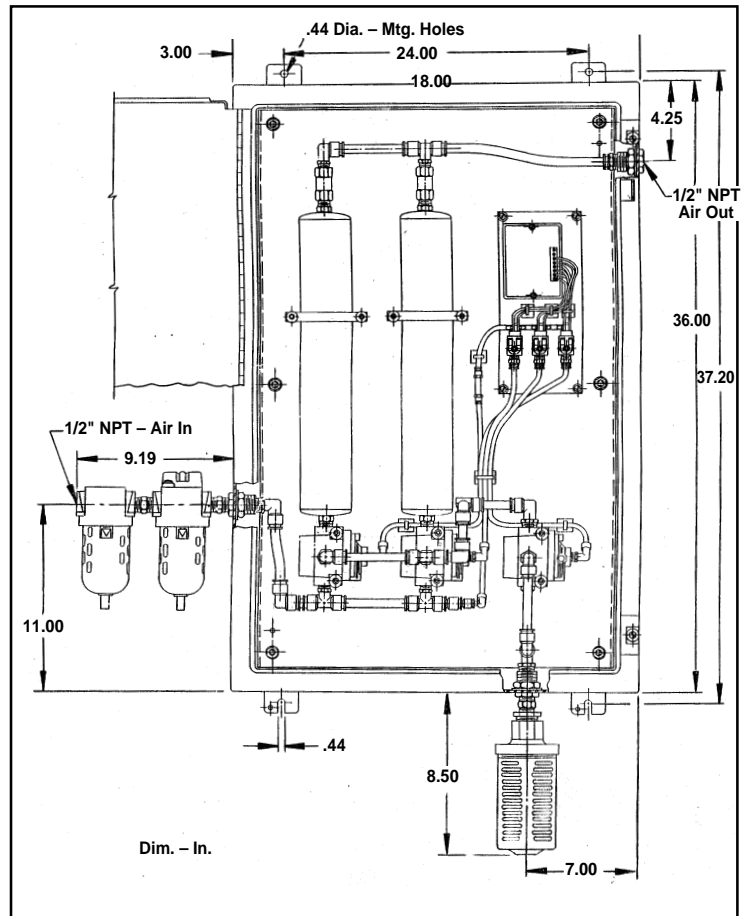 .44 Dia. – Mtg. Holes
3.00
24.00
18.00
4.25
1/2" NPT
Air Out
36.00
37.20
1/2" NPT – Air In
9.19
11.00
.44
8.50
Dim. – In.
7.00